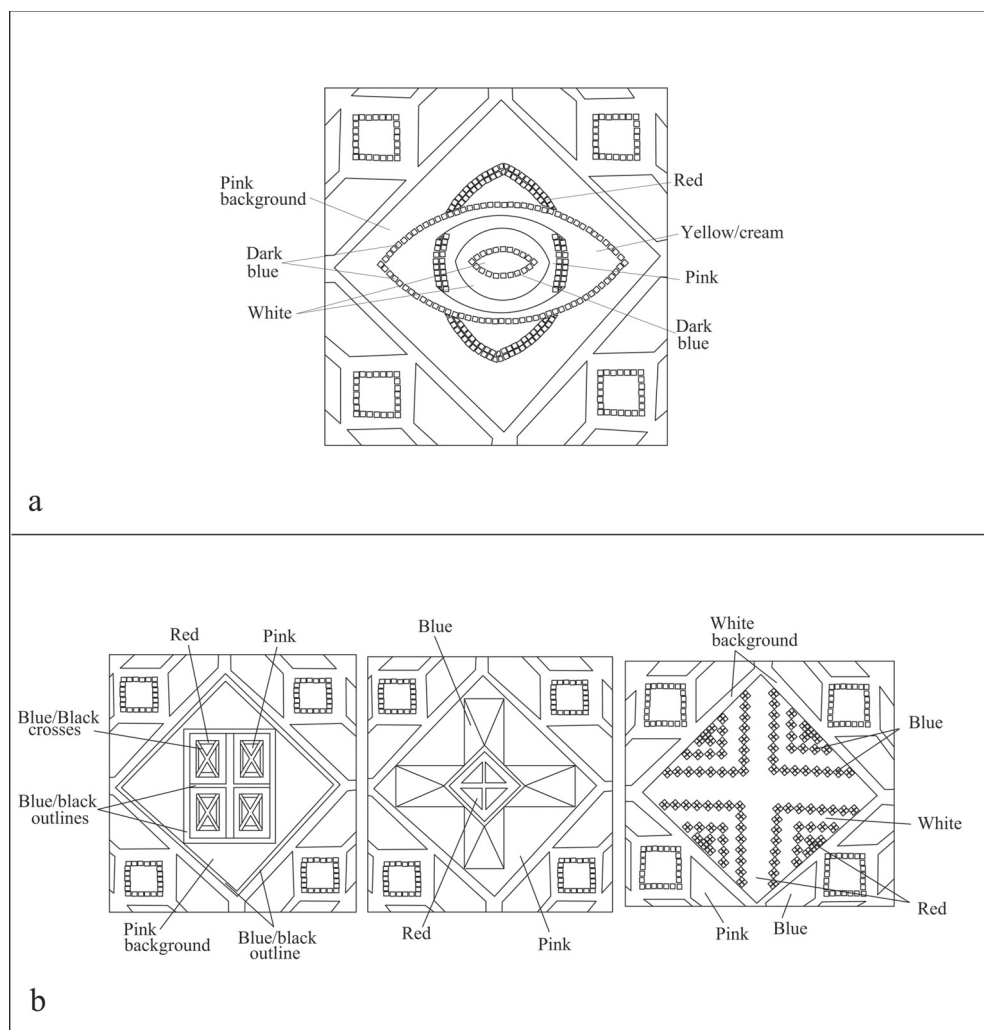 Pink
background
Red
Yellow/cream
Dark
blue
Pink
White
Dark
blue
a
Red
Pink
Blue/Black
crosses
Blue/black
outlines
Pink
background
Blue/black
outline
Blue
Red
Pink
White
background
Blue
White
Red
Pink
Blue
b